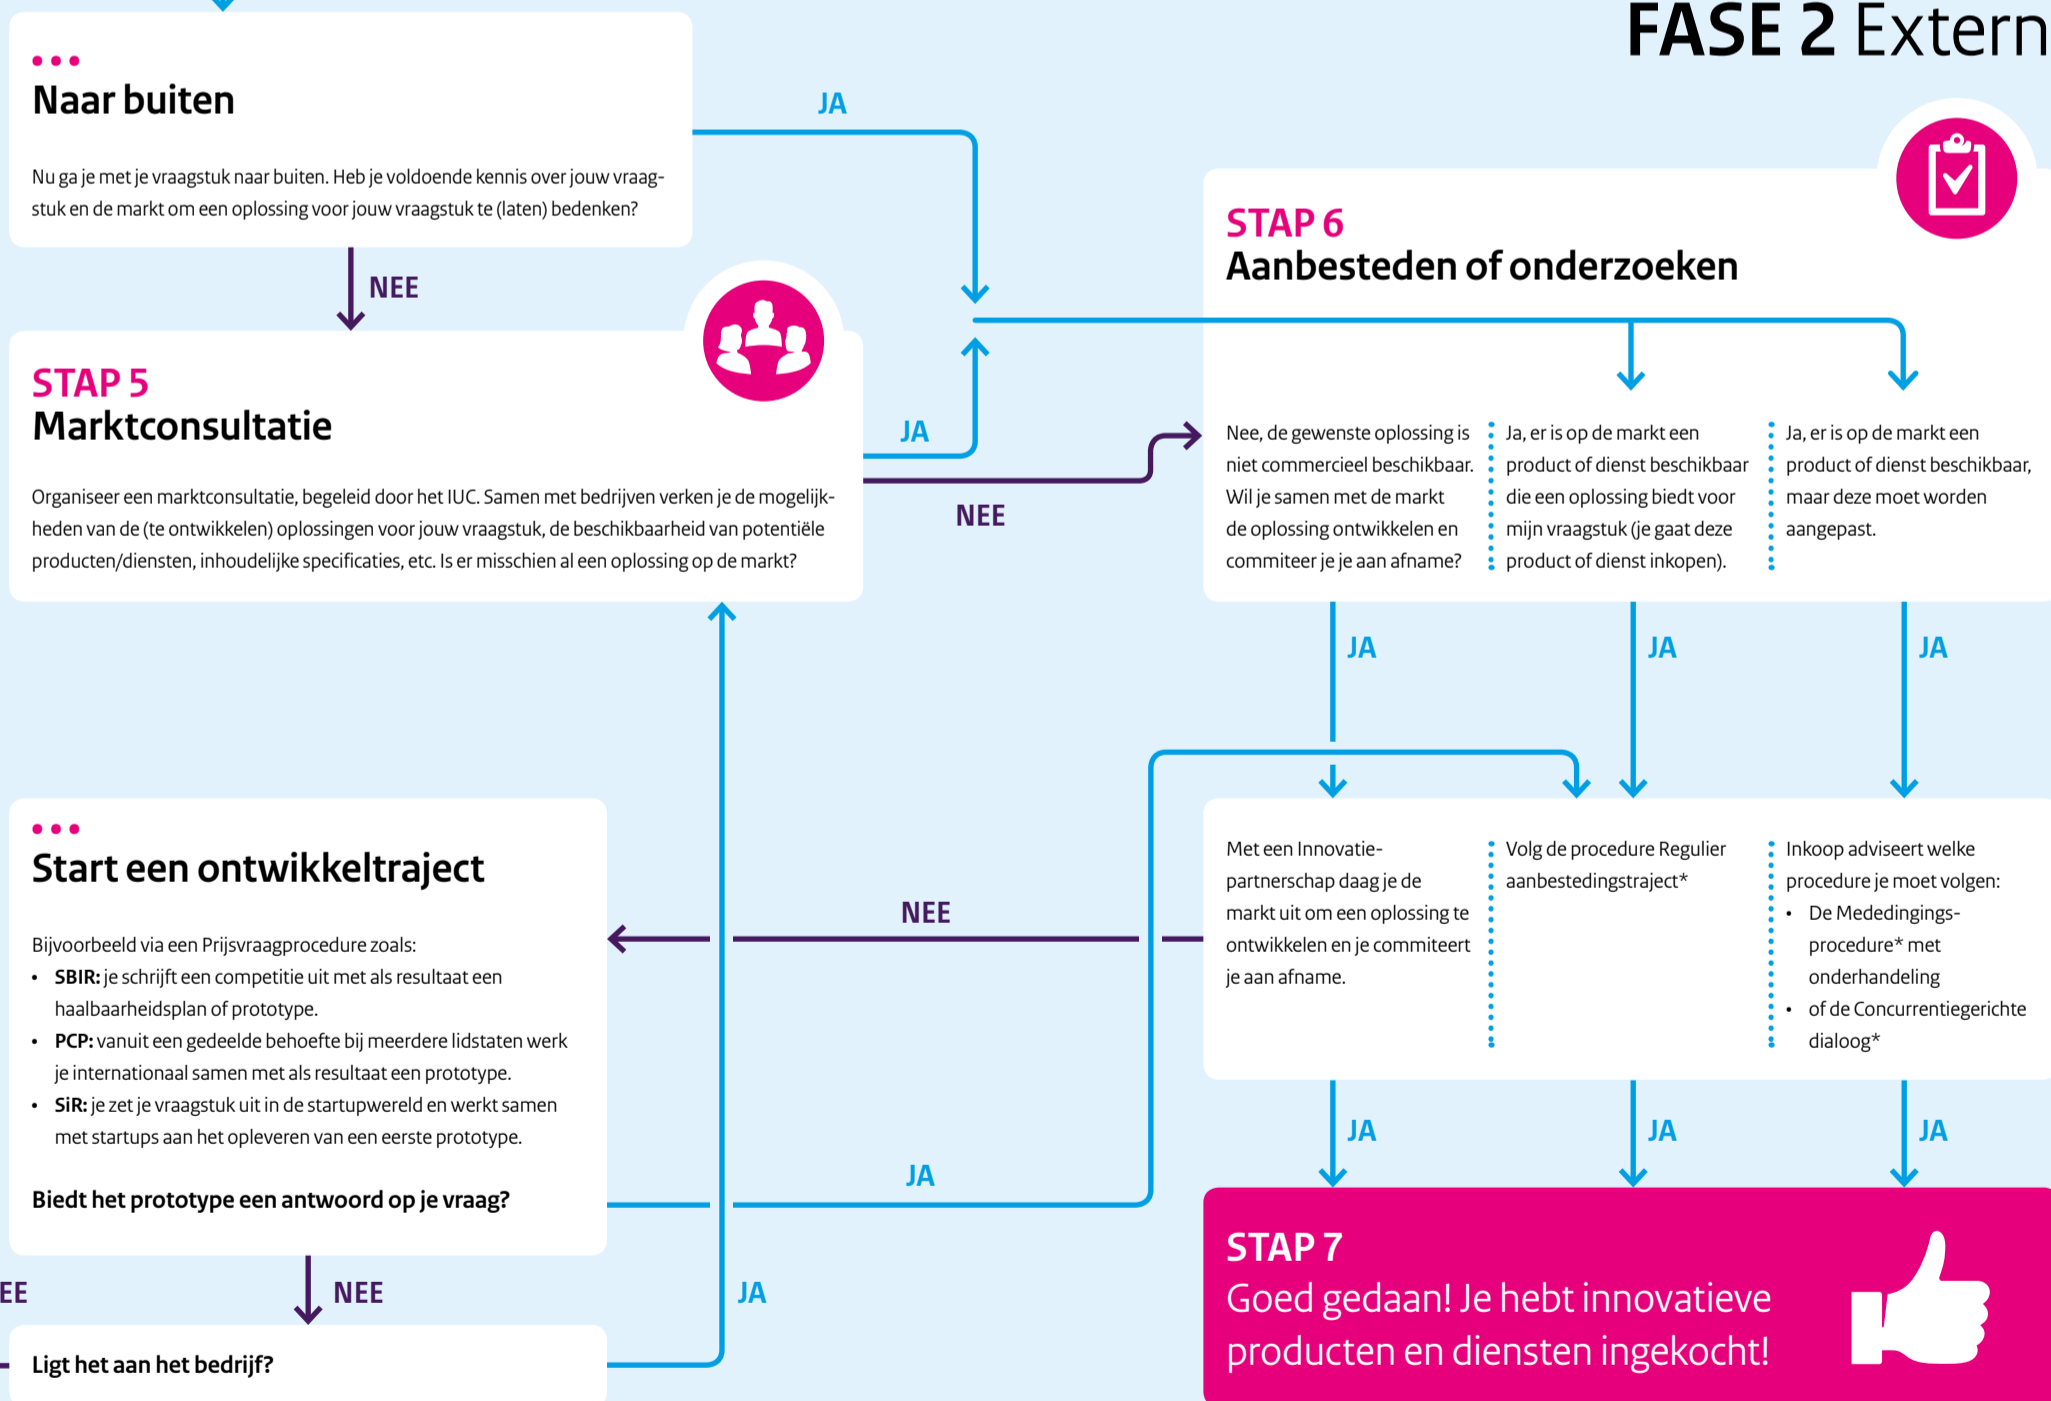 FASE 2 Extern
Naar buiten
Nu ga je met je vraagstuk naar buiten. Heb je voldoende kennis over jouw vraag-
stuk en de markt om een oplossing voor jouw vraagstuk te (laten) bedenken?
JA
NEE
STAP 5
Marktconsultatie
Organiseer een marktconsultatie, begeleid door het IUC. Samen met bedrijven verken je de mogelijk-
heden van de (te ontwikkelen) oplossingen voor jouw vraagstuk, de beschikbaarheid van potentiële
producten/diensten, inhoudelijke specificaties, etc. Is er misschien al een oplossing op de markt?
JA
NEE
STAP 6
Aanbesteden of onderzoeken
Nee, de gewenste oplossing is
niet commercieel beschikbaar.
Wil je samen met de markt
de oplossing ontwikkelen en
commiteer je je aan afname?
Ja, er is op de markt een
product of dienst beschikbaar
die een oplossing biedt voor
mijn vraagstuk (je gaat deze
product of dienst inkopen).
Ja, er is op de markt een
product of dienst beschikbaar,
maar deze moet worden
aangepast.
JA
JA
JA
Met een Innovatie-
partnerschap daag je de
markt uit om een oplossing te
ontwikkelen en je commiteert
je aan afname.
Volg de procedure Regulier
aanbestedingstraject*
Inkoop adviseert welke
procedure je moet volgen:
• De Mededingings-
procedure* met
onderhandeling
• of de Concurrentiegerichte
dialoog*
NEE
JA
JA
JA
Start een ontwikkeltraject
Bijvoorbeeld via een Prijsvraagprocedure zoals:
• SBIR: je schrijft een competitie uit met als resultaat een
haalbaarheidsplan of prototype.
• PCP: vanuit een gedeelde behoefte bij meerdere lidstaten werk
je internationaal samen met als resultaat een prototype.
• SiR: je zet je vraagstuk uit in de startupwereld en werkt samen
met startups aan het opleveren van een eerste prototype.
Biedt het prototype een antwoord op je vraag?
JA
EE
NEE
JA
Ligt het aan het bedrijf?
STAP 7
Goed gedaan! Je hebt innovatieve
producten en diensten ingekocht!